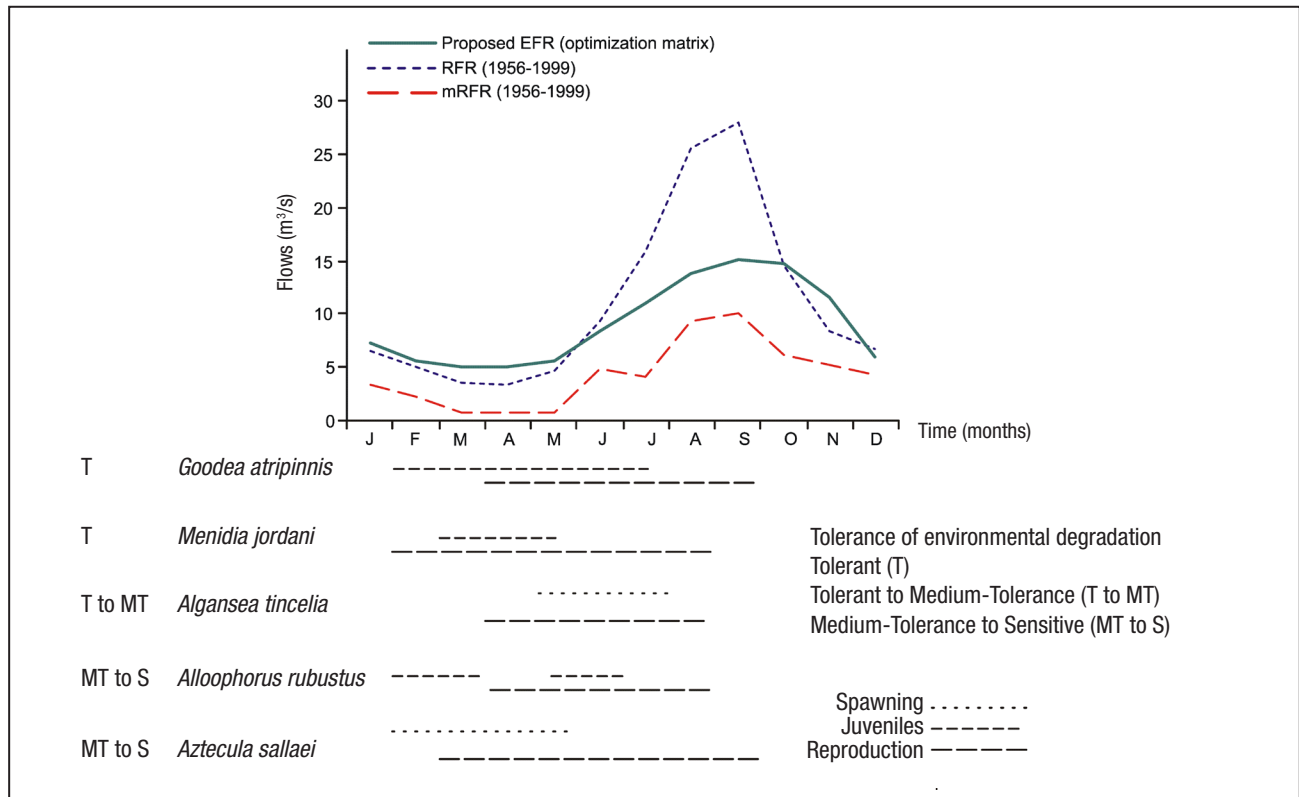 Proposed EFR (optimization matrix)
RFR (1956-1999)
mRFR (1956-1999)
Flows (m³/s)
30
25
20
15
10
5
0
J F M A M J J A S O N D
Time (months)
T Goodea atripinnis
T Menidia jordani
T to MT Algansea tincelia
MT to S Alloophorus rubustus
MT to S Aztecula sallaei
Tolerance of environmental degradation
Tolerant (T)
Tolerant to Medium-Tolerance (T to MT)
Medium-Tolerance to Sensitive (MT to S)
Spawning
Juveniles
Reproduction